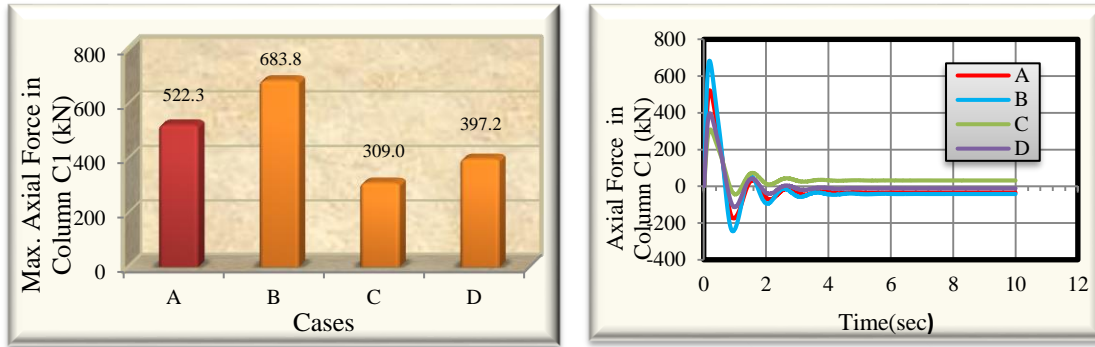 Max. Axial Force in
Column C1 (kN)
800
600
400
200
0
522.3
683.8
309.0
397.2
A
B
C
D
Cases
Axial Force in
Column C1 (kN)
800
600
400
200
0
-200
-400
A
B
C
D
0
2
4
6
8
10
12
Time(sec)